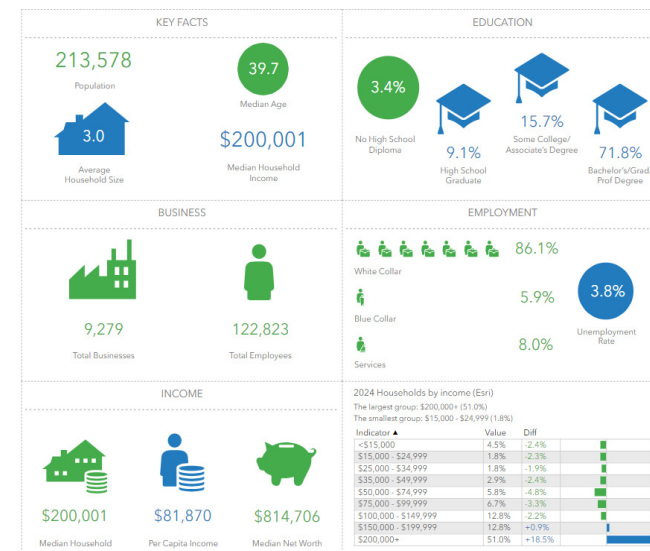 KEY FACTS
213,578
Population
39.7
Median Age
3.0
Average
Household Size
$200,001
Median Household
Income
EDUCATION
3.4%
No High School
Diploma
9.1%
High School
Graduate
15.7%
Some College/
Associate's Degree
71.8%
Bachelor's/Grad.
Prof Degree
BUSINESS
9,279
Total Businesses
122,823
Total Employees
EMPLOYMENT
86.1%
White Collar
5.9%
Blue Collar
8.0%
Services
3.8%
Unemployment
Rate
INCOME
$200,001
Median Household
$81,870
Per Capita Income
$814,706
Median Net Worth
2024 Households by income (Esri)
The largest group: $200,000+ (51.0%)
The smallest group: $15,000 - $24,999 (1.8%)
Indicator ▲ Value Diff
<$15,000 4.5% -2.4%
$15,000 - $24,999 1.8% -2.3%
$25,000 - $34,999 1.8% -1.9%
$35,000 - $49,999 2.9% -2.4%
$50,000 - $74,999 5.8% -4.8%
$75,000 - $99,999 6.7% -3.3%
$100,000 - $149,999 12.8% -2.2%
$150,000 - $199,999 12.8% +0.9%
$200,000+ 51.0% +18.5%